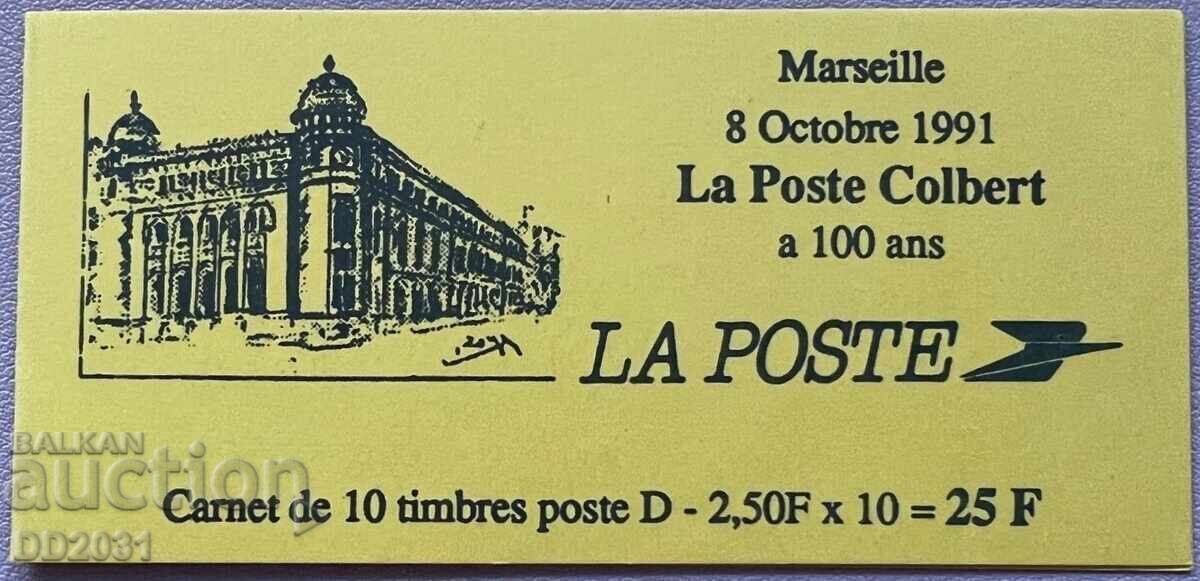 Marseille
8 Octobre 1991
La Poste Colbert
a 100 ans
LA POSTE
Carnet de 10 timbres poste D - 2,50F x 10 = 25 F
BALKAN
auction
DD2031